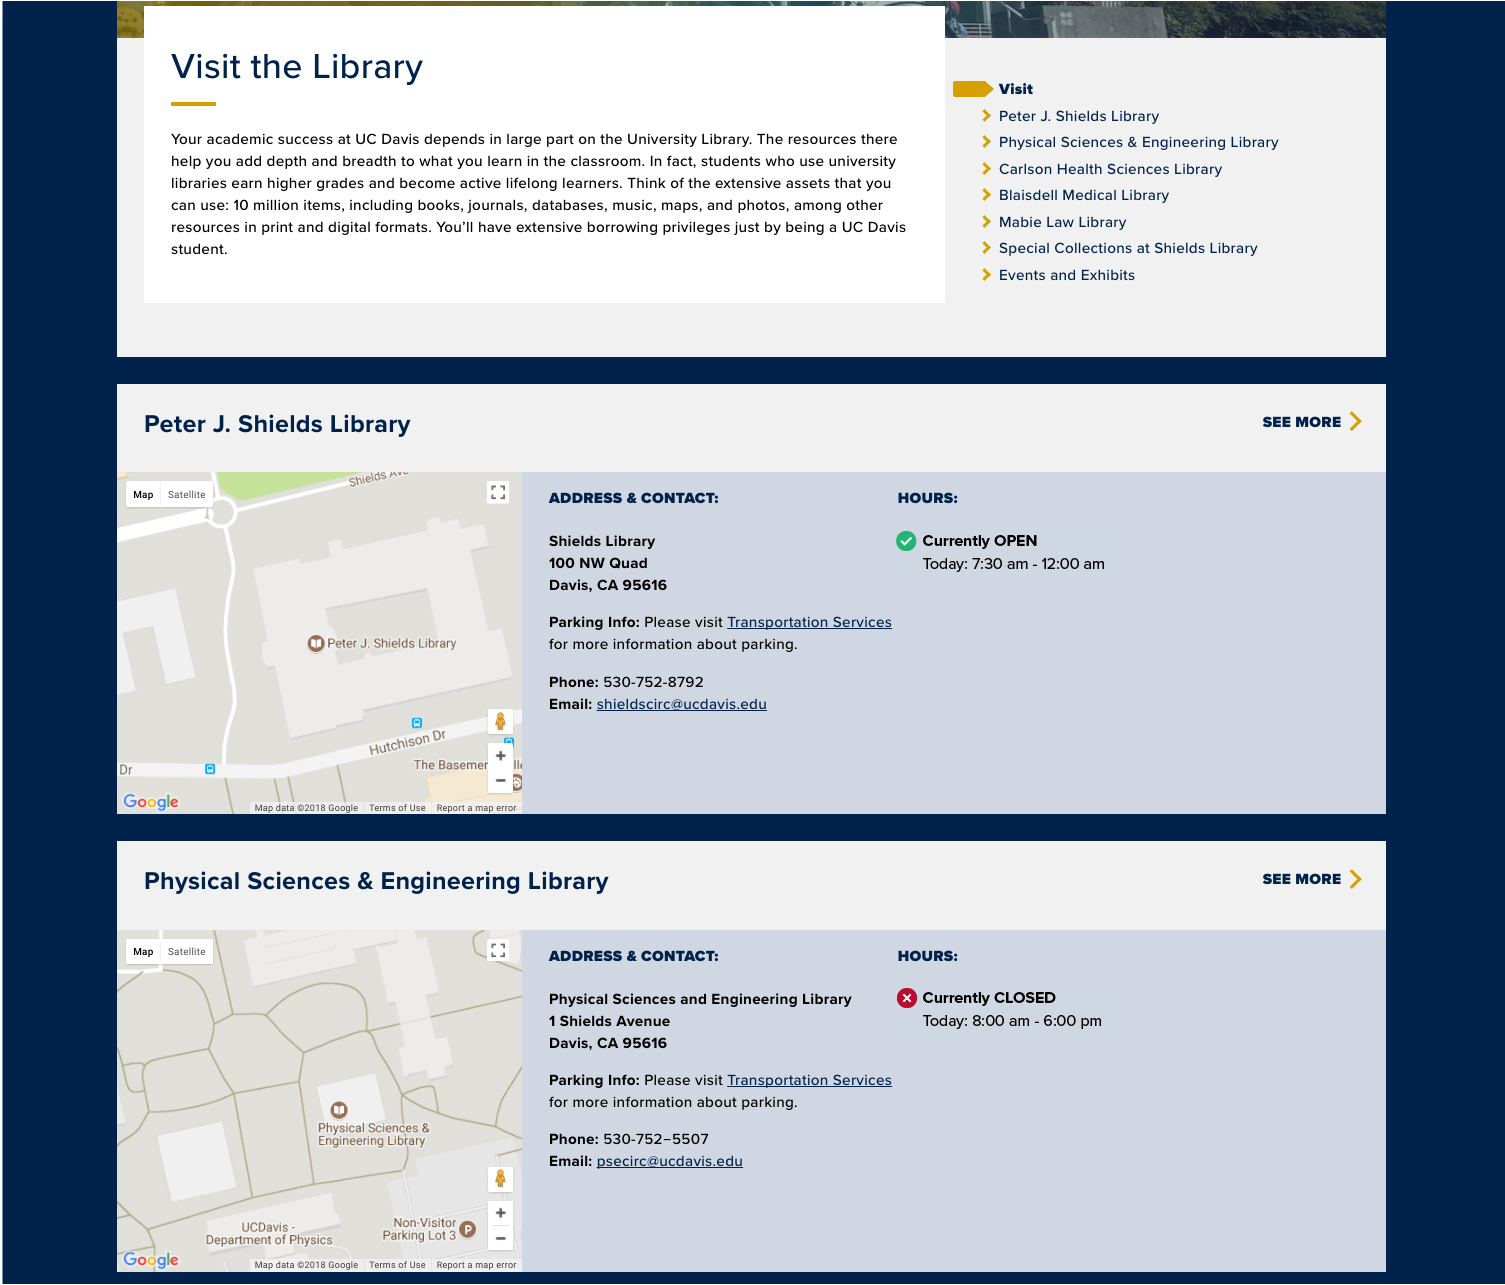 Visit the Library
Your academic success at UC Davis depends in large part on the University Library. The resources there
help you add depth and breadth to what you learn in the classroom. In fact, students who use university
libraries earn higher grades and become active lifelong learners. Think of the extensive assets that you
can use: 10 million items, including books, journals, databases, music, maps, and photos, among other
resources in print and digital formats. You'll have extensive borrowing privileges just by being a UC Davis
student.
Visit
Peter J. Shields Library
Physical Sciences & Engineering Library
Carlson Health Sciences Library
Blaisdell Medical Library
Mabie Law Library
Special Collections at Shields Library
Events and Exhibits
Peter J. Shields Library
SEE MORE
Map
Satellite
Shields Ave
Peter J. Shields Library
Hutchison Dr
Dr
The Basement
Google
Map data ©2018 Google
Terms of Use
Report a map error
ADDRESS & CONTACT:
Shields Library
100 NW Quad
Davis, CA 95616
Parking Info: Please visit Transportation Services
for more information about parking.
Phone: 530-752-8792
Email: shieldscirc@ucdavis.edu
HOURS:
Currently OPEN
Today: 7:30 am - 12:00 am
Physical Sciences & Engineering Library
SEE MORE
Map
Satellite
Physical Sciences &
Engineering Library
UCDavis -
Department of Physics
Non-Visitor
Parking Lot 3
P
Google
Map data ©2018 Google
Terms of Use
Report a map error
ADDRESS & CONTACT:
Physical Sciences and Engineering Library
1 Shields Avenue
Davis, CA 95616
Parking Info: Please visit Transportation Services
for more information about parking.
Phone: 530-752–5507
Email: psecirc@ucdavis.edu
HOURS:
Currently CLOSED
Today: 8:00 am - 6:00 pm